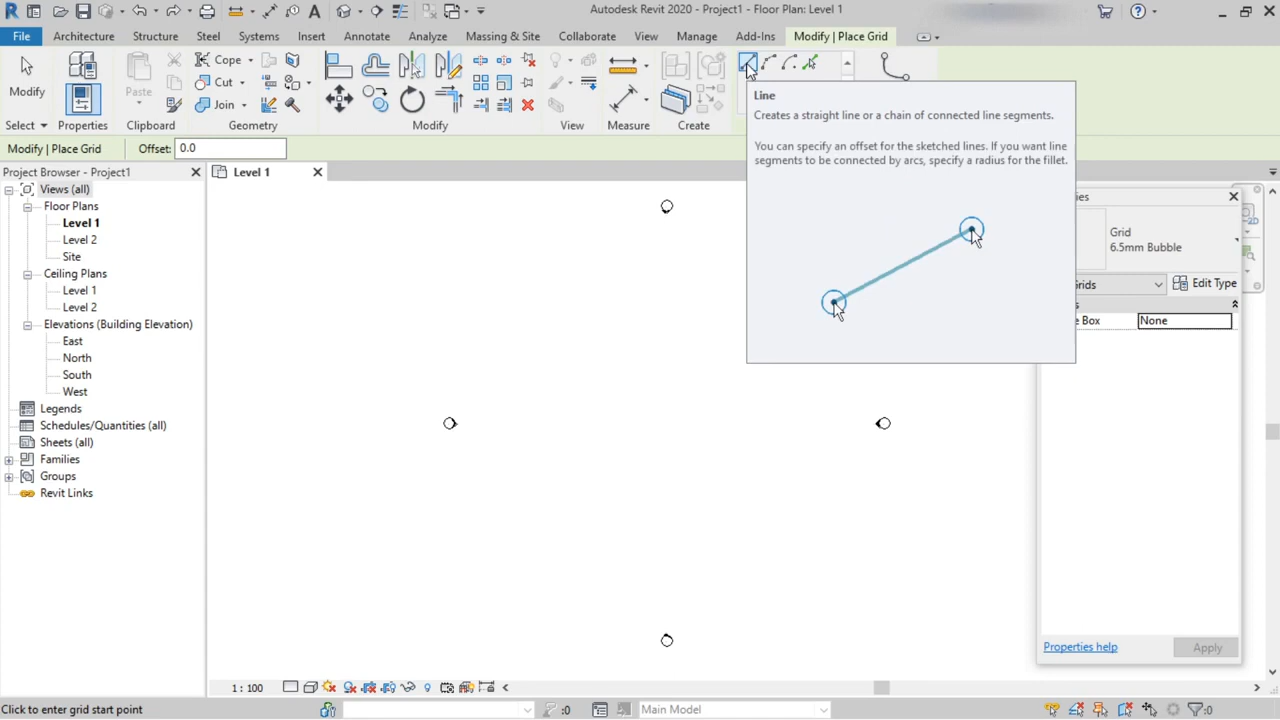 Autodesk Revit 2020 - Project1 - Floor Plan: Level 1
File Architecture Structure Steel Systems Insert Annotate Analyze Massing & Site Collaborate View Manage Add-Ins Modify | Place Grid
Modify
Paste
Cope
Cut
Join
Select Properties Clipboard Geometry Modify View Measure Create
Modify | Place Grid Offset: 0.0
Line
Creates a straight line or a chain of connected line segments.
You can specify an offset for the sketched lines. If you want line
segments to be connected by arcs, specify a radius for the fillet.
Project Browser - Project1
Level 1
Views (all)
Floor Plans
Level 1
Level 2
Site
Ceiling Plans
Level 1
Level 2
Elevations (Building Elevation)
East
North
South
West
Legends
Schedules/Quantities (all)
Sheets (all)
Families
Groups
Revit Links
ies
Grid
6.5mm Bubble
Grids Edit Type
s
e Box None
Properties help Apply
1 : 100
Click to enter grid start point :0 Main Model :0